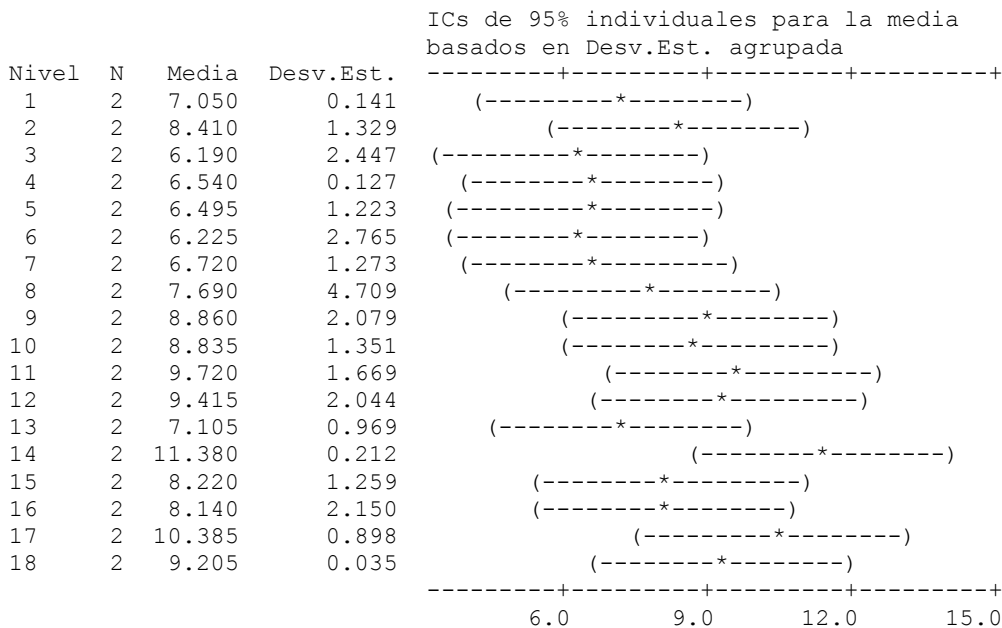 ICs de 95% individuales para la media
basados en Desv.Est. agrupada
Nivel  N   Media  Desv.Est.  ---------+---------+---------+---------+
1      2   7.050      0.141     (---------*--------)
2      2   8.410      1.329          (--------*--------)
3      2   6.190      2.447  (---------*--------)
4      2   6.540      0.127    (--------*--------)
5      2   6.495      1.223   (---------*--------)
6      2   6.225      2.765   (--------*--------)
7      2   6.720      1.273    (--------*---------)
8      2   7.690      4.709       (---------*--------)
9      2   8.860      2.079           (---------*--------)
10     2   8.835      1.351           (--------*---------)
11     2   9.720      1.669              (--------*---------)
12     2   9.415      2.044             (--------*---------)
13     2   7.105      0.969      (--------*--------)
14     2  11.380      0.212                    (--------*--------)
15     2   8.220      1.259         (--------*---------)
16     2   8.140      2.150         (--------*--------)
17     2  10.385      0.898                (---------*--------)
18     2   9.205      0.035             (--------*--------)
---------+---------+---------+---------+
6.0       9.0      12.0      15.0